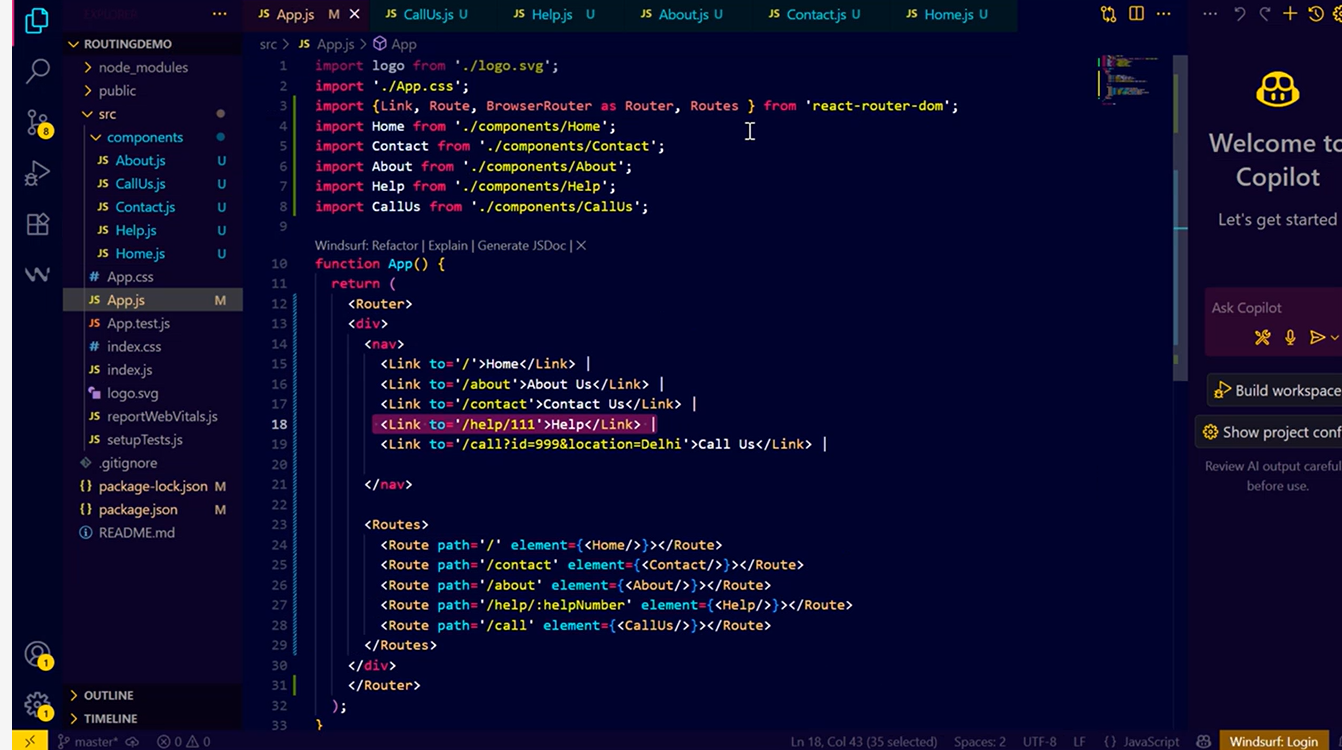 EXPLORER
···
JS App.js M ×
JS CallUs.js U
JS Help.js U
JS About.js U
JS Contact.js U
JS Home.js U
ROUTINGDEMO
node_modules
public
src
components
JS About.js U
JS CallUs.js U
JS Contact.js U
JS Help.js U
JS Home.js U
# App.css
JS App.js M
JS App.test.js
# index.css
JS index.js
logo.svg
JS reportWebVitals.js
JS setupTests.js
.gitignore
{} package-lock.json M
{} package.json M
README.md
OUTLINE
TIMELINE
8
1
1
src > JS App.js > App
1 import logo from './logo.svg';
2 import './App.css';
3 import {Link, Route, BrowserRouter as Router, Routes } from 'react-router-dom';
4 import Home from './components/Home';
5 import Contact from './components/Contact';
6 import About from './components/About';
7 import Help from './components/Help';
8 import CallUs from './components/CallUs';
9
Windsurf: Refactor | Explain | Generate JSDoc | ×
10 function App() {
11 return (
12 <Router>
13 <div>
14 <nav>
15 <Link to='/'>Home</Link> |
16 <Link to='/about'>About Us</Link> |
17 <Link to='/contact'>Contact Us</Link> |
18 <Link to='/help/111'>Help</Link> |
19 <Link to='/call?id=999&location=Delhi'>Call Us</Link> |
20
21 </nav>
22
23 <Routes>
24 <Route path='/' element={<Home/>}></Route>
25 <Route path='/contact' element={<Contact/>}></Route>
26 <Route path='/about' element={<About/>}></Route>
27 <Route path='/help/:helpNumber' element={<Help/>}></Route>
28 <Route path='/call' element={<CallUs/>}></Route>
29 </Routes>
30 </div>
31 </Router>
32 );
33 }
Welcome to
Copilot
Let's get started
Ask Copilot
Build workspace
Show project conf
Review AI output careful
before use.
master*
0 0
Ln 18, Col 43 (35 selected)
Spaces: 2
UTF-8
LF
{} JavaScript
Windsurf: Login